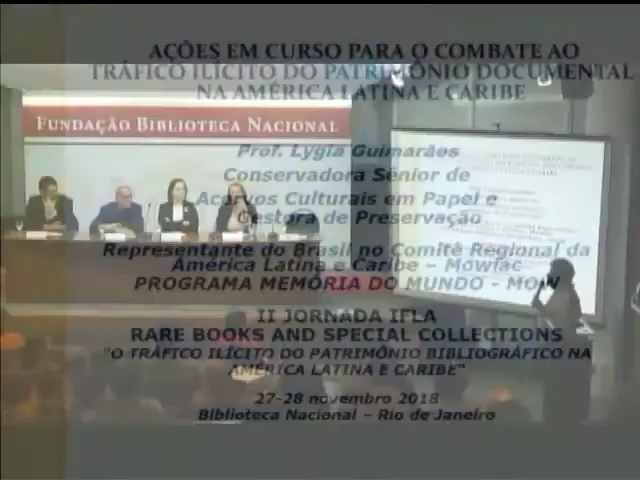 AÇÕES EM CURSO PARA O COMBATE AO
TRÁFICO ILÍCITO DO PATRIMÔNIO DOCUMENTAL
NA AMÉRICA LATINA E CARIBE
FUNDAÇÃO BIBLIOTECA NACIONAL
Prof. Lygia Guimarães
Conservadora Sênior de
Acervos Culturais em Papel e
Gestora de Preservação
Representante do Brasil no Comitê Regional da
América Latina e Caribe – Mowlac
PROGRAMA MEMÓRIA DO MUNDO - MOW
II JORNADA IFLA
RARE BOOKS AND SPECIAL COLLECTIONS
"O TRÁFICO ILÍCITO DO PATRIMÔNIO BIBLIOGRÁFICO NA
AMÉRICA LATINA E CARIBE"
27-28 novembro 2018
Biblioteca Nacional – Rio de Janeiro